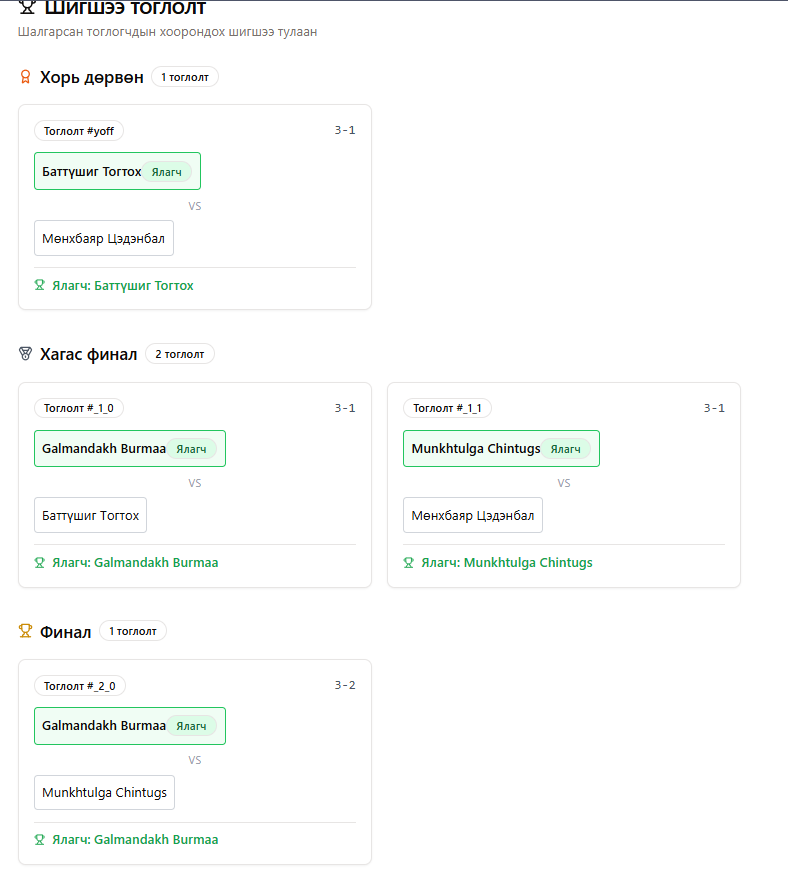 Шигшээ тоглолт
Шалгарсан тоглогчдын хоорондох шигшээ тулаан
Хорь дөрвөн 1 тоглолт
Тоглолт #yoff 3-1
Баттүшиг Тогтох Ялагч
VS
Мөнхбаяр Цэдэнбал
Ялагч: Баттүшиг Тогтох
Хагас финал 2 тоглолт
Тоглолт #_1_0 3-1
Galmandakh Burmaa Ялагч
VS
Баттүшиг Тогтох
Ялагч: Galmandakh Burmaa
Тоглолт #_1_1 3-1
Munkhtulga Chintugs Ялагч
VS
Мөнхбаяр Цэдэнбал
Ялагч: Munkhtulga Chintugs
Финал 1 тоглолт
Тоглолт #_2_0 3-2
Galmandakh Burmaa Ялагч
VS
Munkhtulga Chintugs
Ялагч: Galmandakh Burmaa